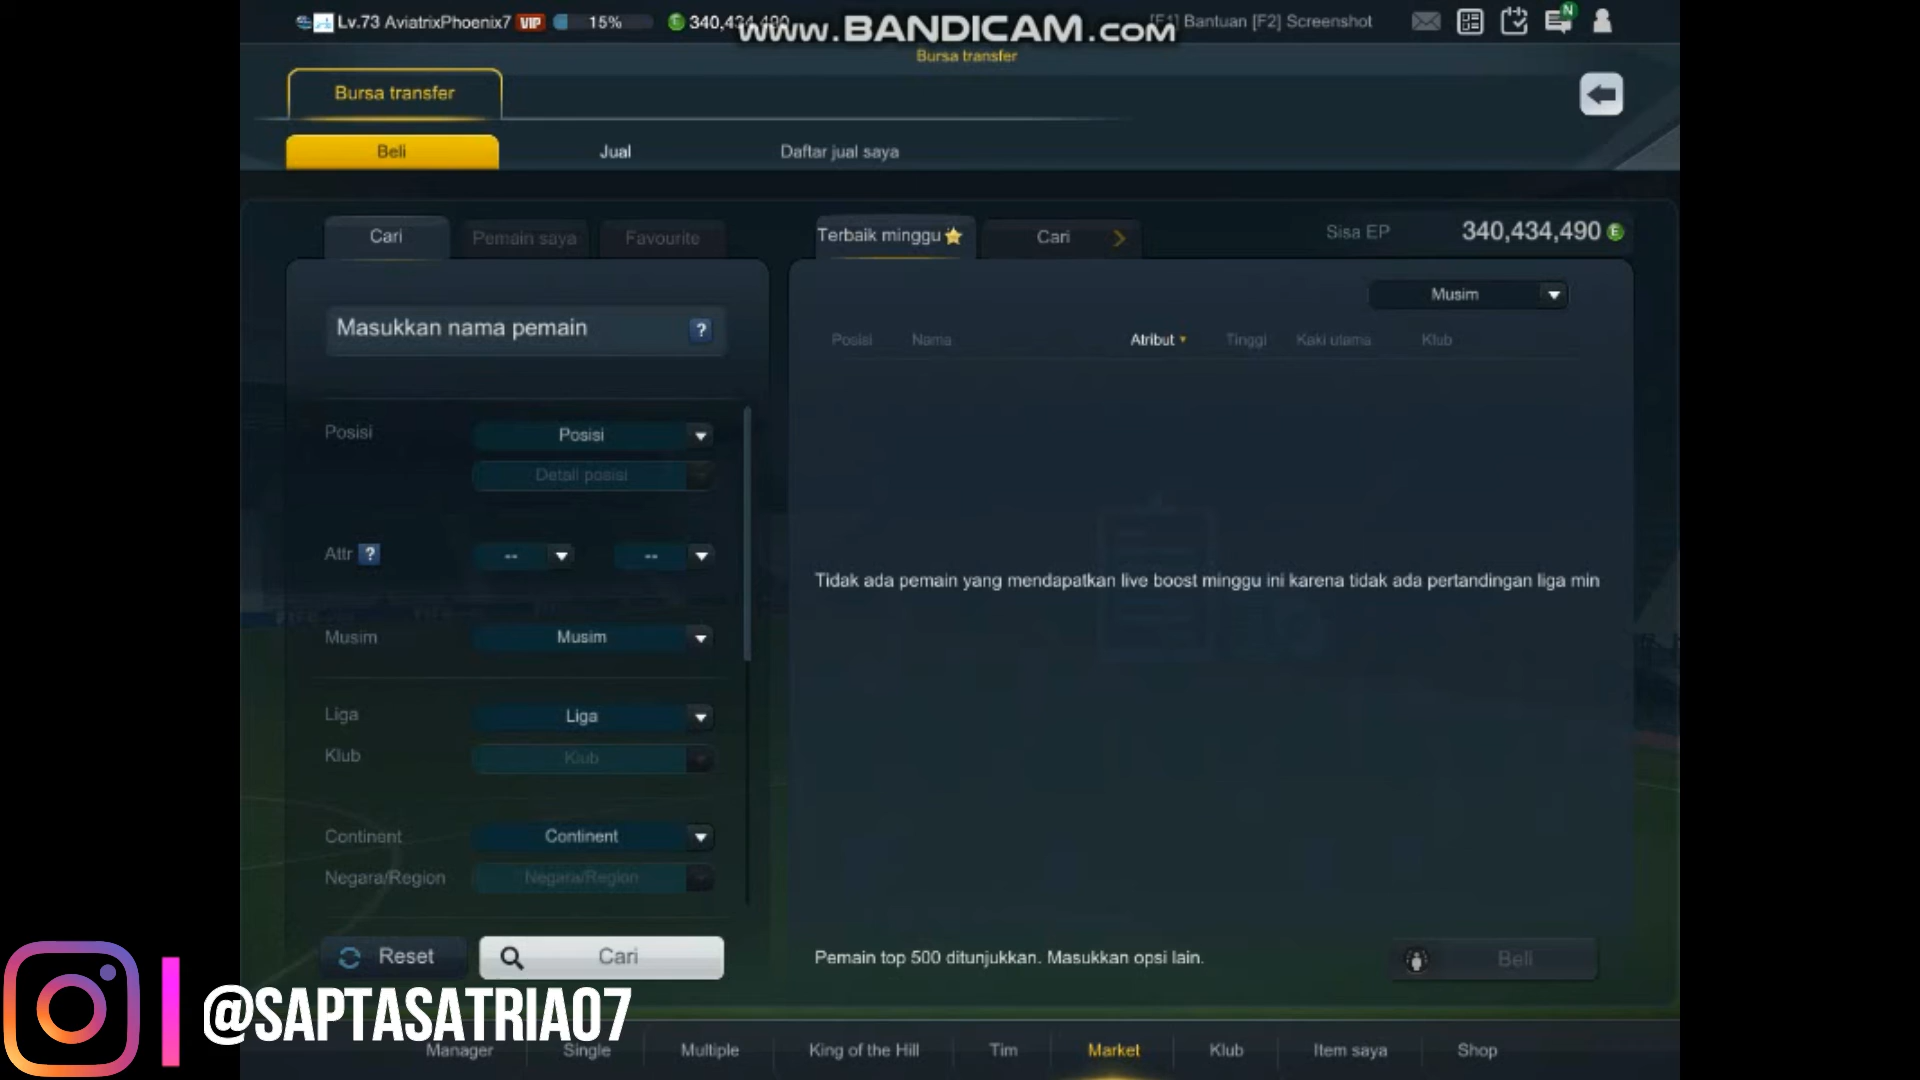 Lv.73 AviatrixPhoenix7 VIP 15% 340,434,490 [F1] Bantuan [F2] Screenshot N
www.BANDICAM.com
Bursa transfer
Bursa transfer
Beli Jual Daftar jual saya
Cari Pemain saya Favourite
Terbaik minggu Cari Sisa EP 340,434,490 E
Masukkan nama pemain ?
Musim
Posisi Nama Atribut Tinggi Kaki utama Klub
Posisi Posisi
Detail posisi
Attr ? -- --
Tidak ada pemain yang mendapatkan live boost minggu ini karena tidak ada pertandingan liga min
Musim Musim
Liga Liga
Klub Klub
Continent Continent
Negara/Region Negara/Region
Reset Cari
Pemain top 500 ditunjukkan. Masukkan opsi lain. Beli
@SAPTASATRIA07
Manager Single Multiple King of the Hill Tim Market Klub Item saya Shop